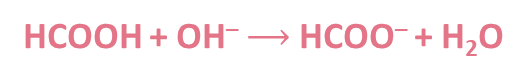 HCOOH + OH⁻ ⟶ HCOO⁻ + H₂O